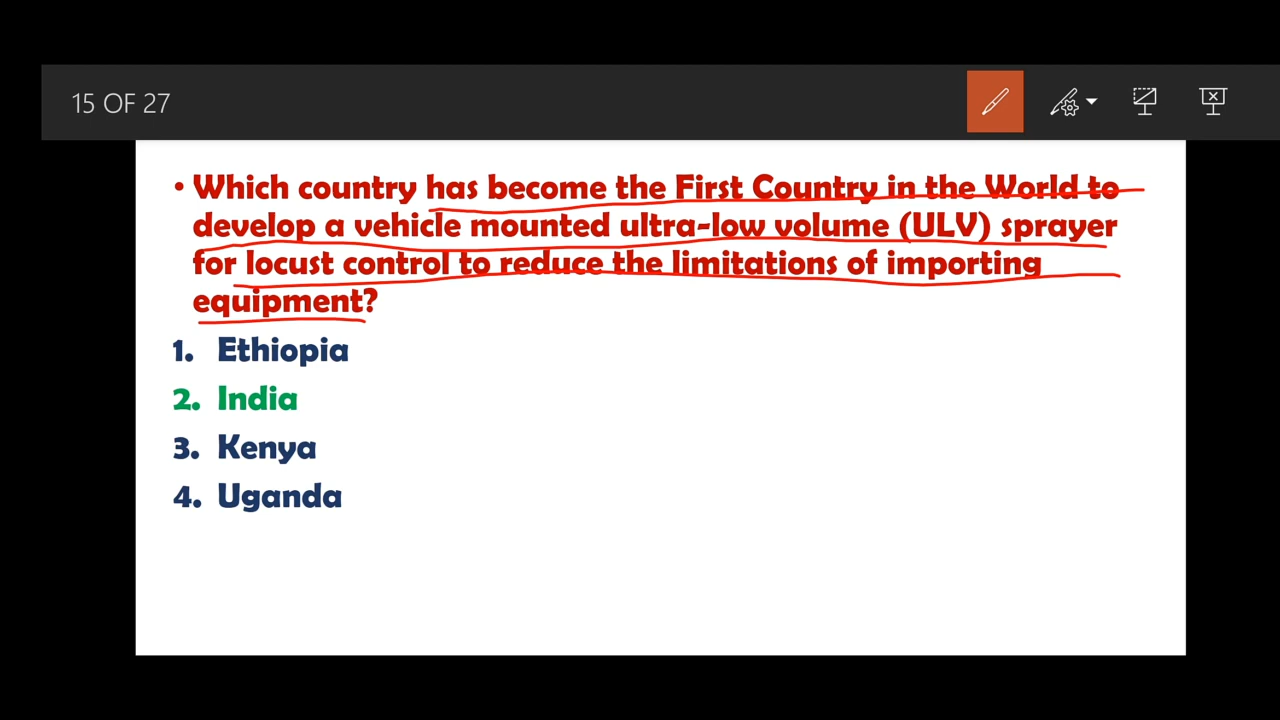 15 OF 27
• Which country has become the First Country in the World to
develop a vehicle mounted ultra-low volume (ULV) sprayer
for locust control to reduce the limitations of importing
equipment?
1. Ethiopia
2. India
3. Kenya
4. Uganda